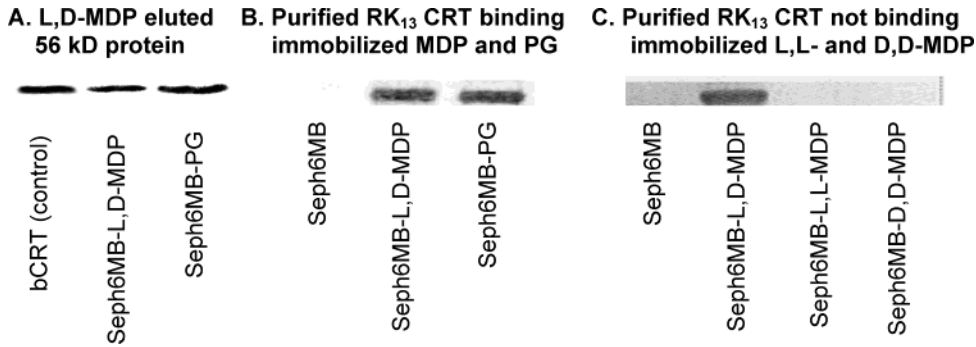 A. L,D-MDP eluted
56 kD protein
bCRT (control)
Seph6MB-L,D-MDP
Seph6MB-PG
B. Purified RK₁₃ CRT binding
immobilized MDP and PG
Seph6MB
Seph6MB-L,D-MDP
Seph6MB-PG
C. Purified RK₁₃ CRT not binding
immobilized L,L- and D,D-MDP
Seph6MB
Seph6MB-L,D-MDP
Seph6MB-L,L-MDP
Seph6MB-D,D-MDP